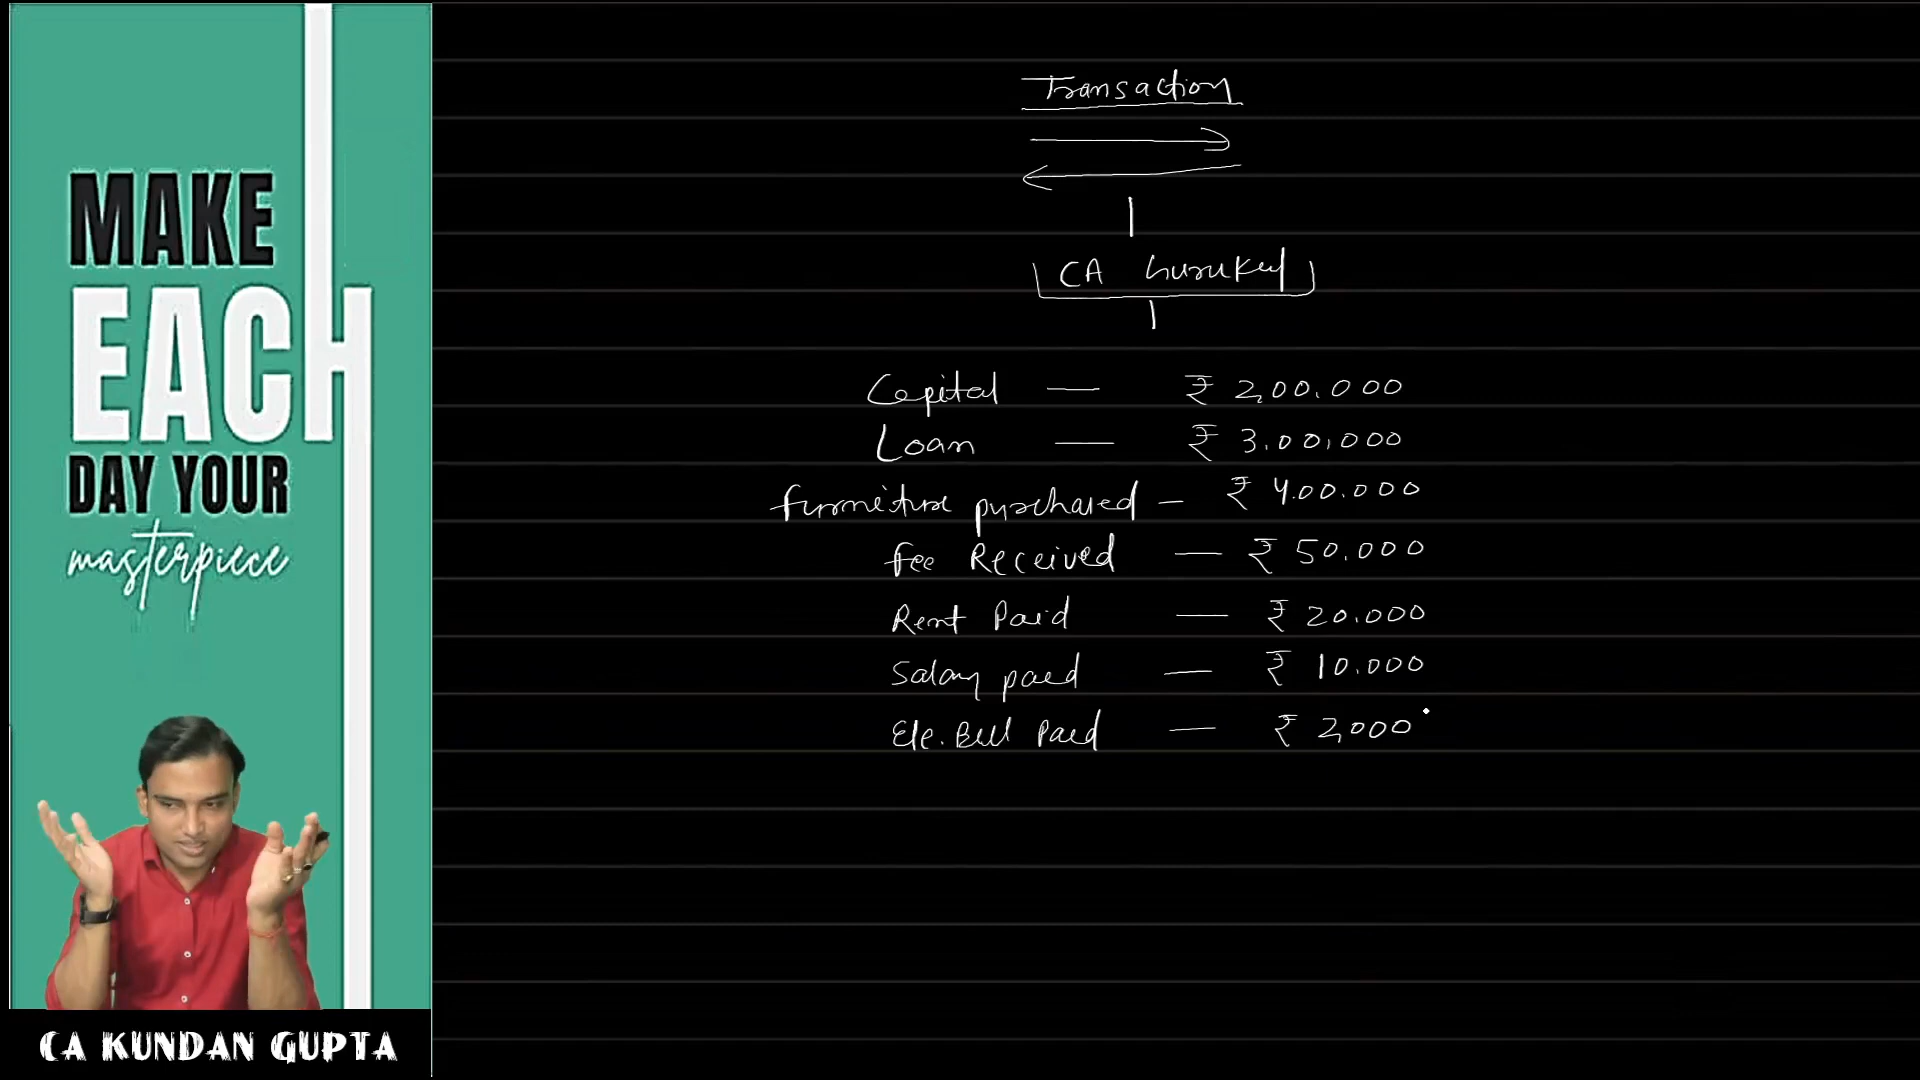 MAKE
EACH
DAY YOUR
masterpiece
CA KUNDAN GUPTA
Transaction
CA Gurukul
Capital — ₹ 2,00,000
Loan — ₹ 3,00,000
furniture purchased — ₹ 4,00,000
fee Received — ₹ 50,000
Rent Paid — ₹ 20,000
Salary paid — ₹ 10,000
Ele. Bill Paid — ₹ 2,000